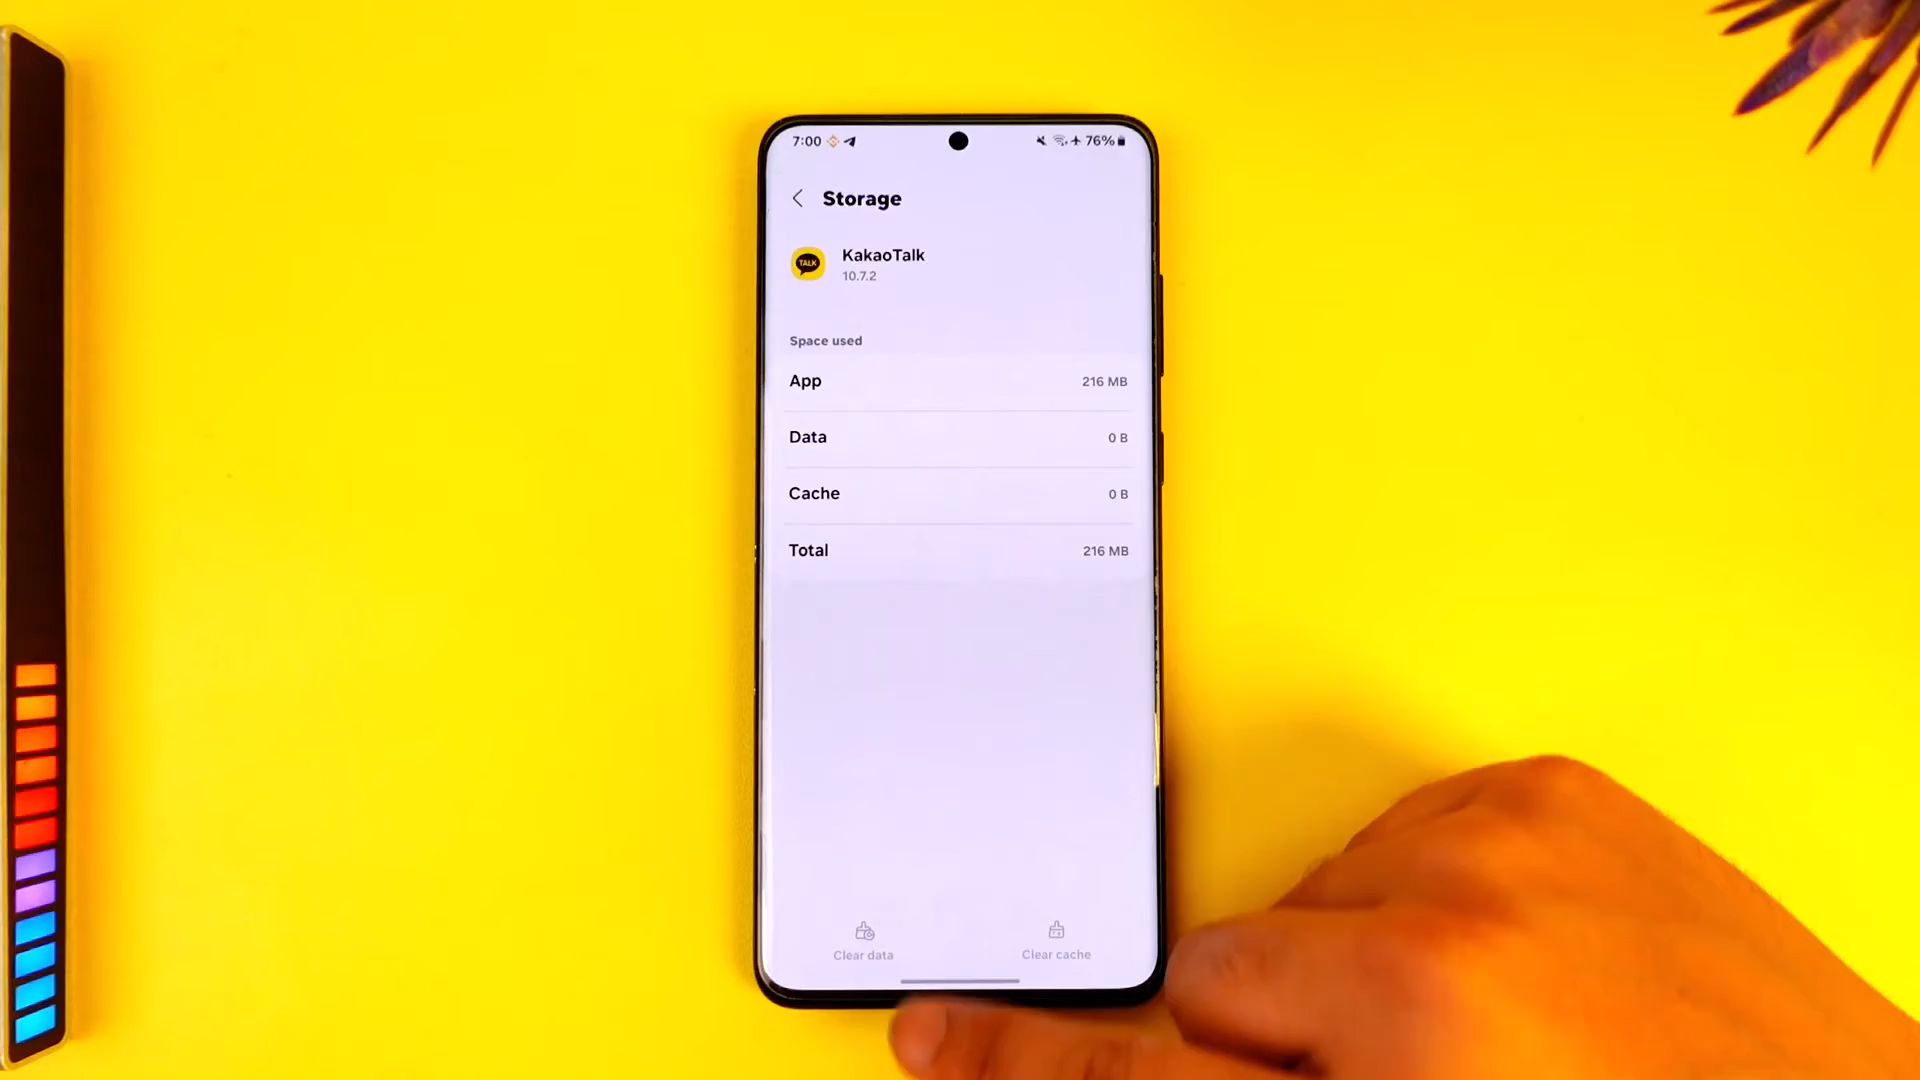 7:00 76%
Storage
TALK
KakaoTalk
10.7.2
Space used
App 216 MB
Data 0 B
Cache 0 B
Total 216 MB
Clear data Clear cache